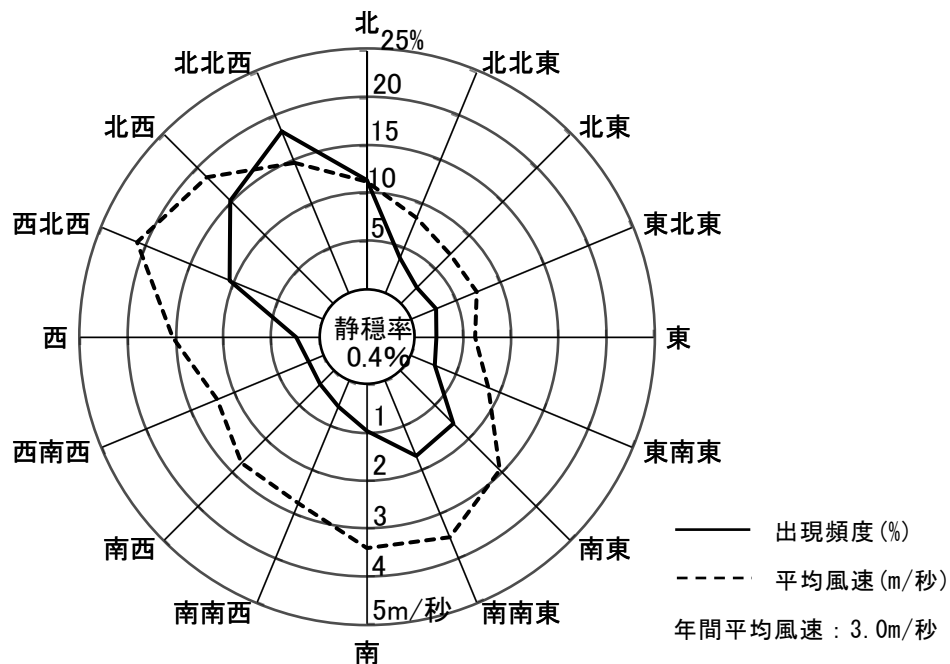 北
25%
北北西
北北東
20
北西
15
北東
10
西北西
東北東
5
静穏率
0.4%
西
東
1
西南西
東南東
2
3
南西
南東
4
南南西
5m/秒
南南東
南
出現頻度(%)
平均風速(m/秒)
年間平均風速：3.0m/秒